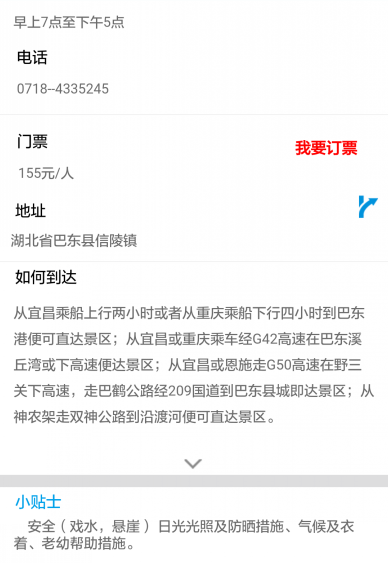 早上7点至下午5点
电话
0718--4335245
门票
我要订票
155元/人
地址
湖北省巴东县信陵镇
如何到达
从宜昌乘船上行两小时或者从重庆乘船下行四小时到巴东
港便可直达景区；从宜昌或重庆乘车经G42高速在巴东溪
丘湾或下高速便达景区；从宜昌或恩施走G50高速在野三
关下高速，走巴鹤公路经209国道到巴东县城即达景区；从
神农架走双神公路到沿渡河便可直达景区。
小贴士
安全（戏水，悬崖）日光光照及防晒措施、气候及衣
着、老幼帮助措施。